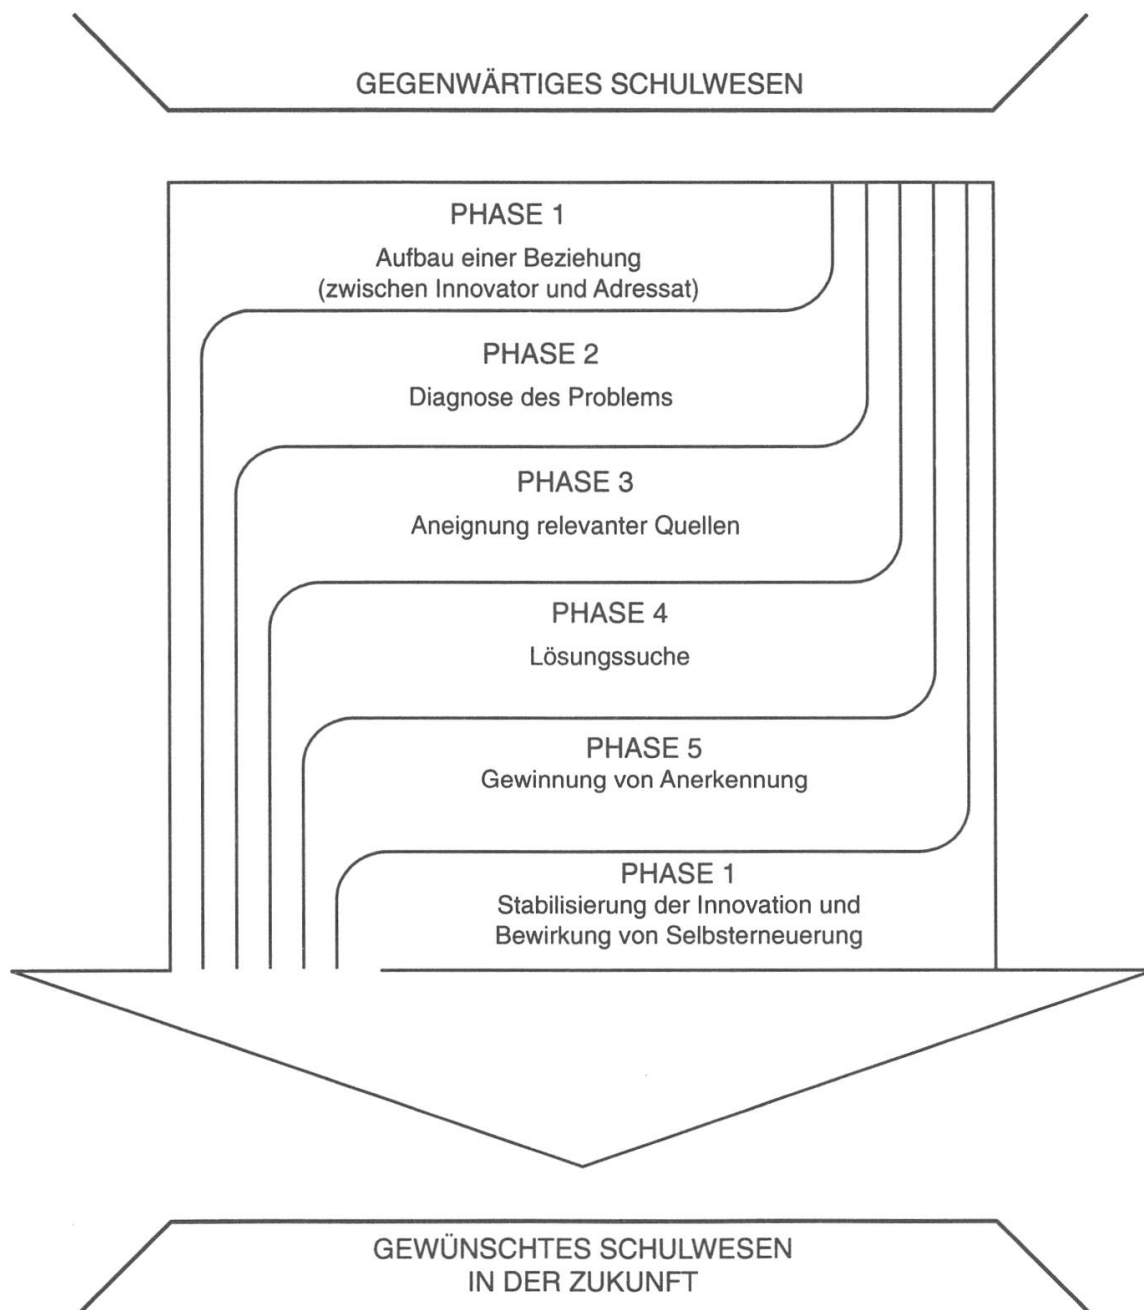 GEGENWÄRTIGES SCHULWESEN
PHASE 1
Aufbau einer Beziehung
(zwischen Innovator und Adressat)
PHASE 2
Diagnose des Problems
PHASE 3
Aneignung relevanter Quellen
PHASE 4
Lösungssuche
PHASE 5
Gewinnung von Anerkennung
PHASE 1
Stabilisierung der Innovation und
Bewirkung von Selbsterneuerung
GEWÜNSCHTES SCHULWESEN
IN DER ZUKUNFT